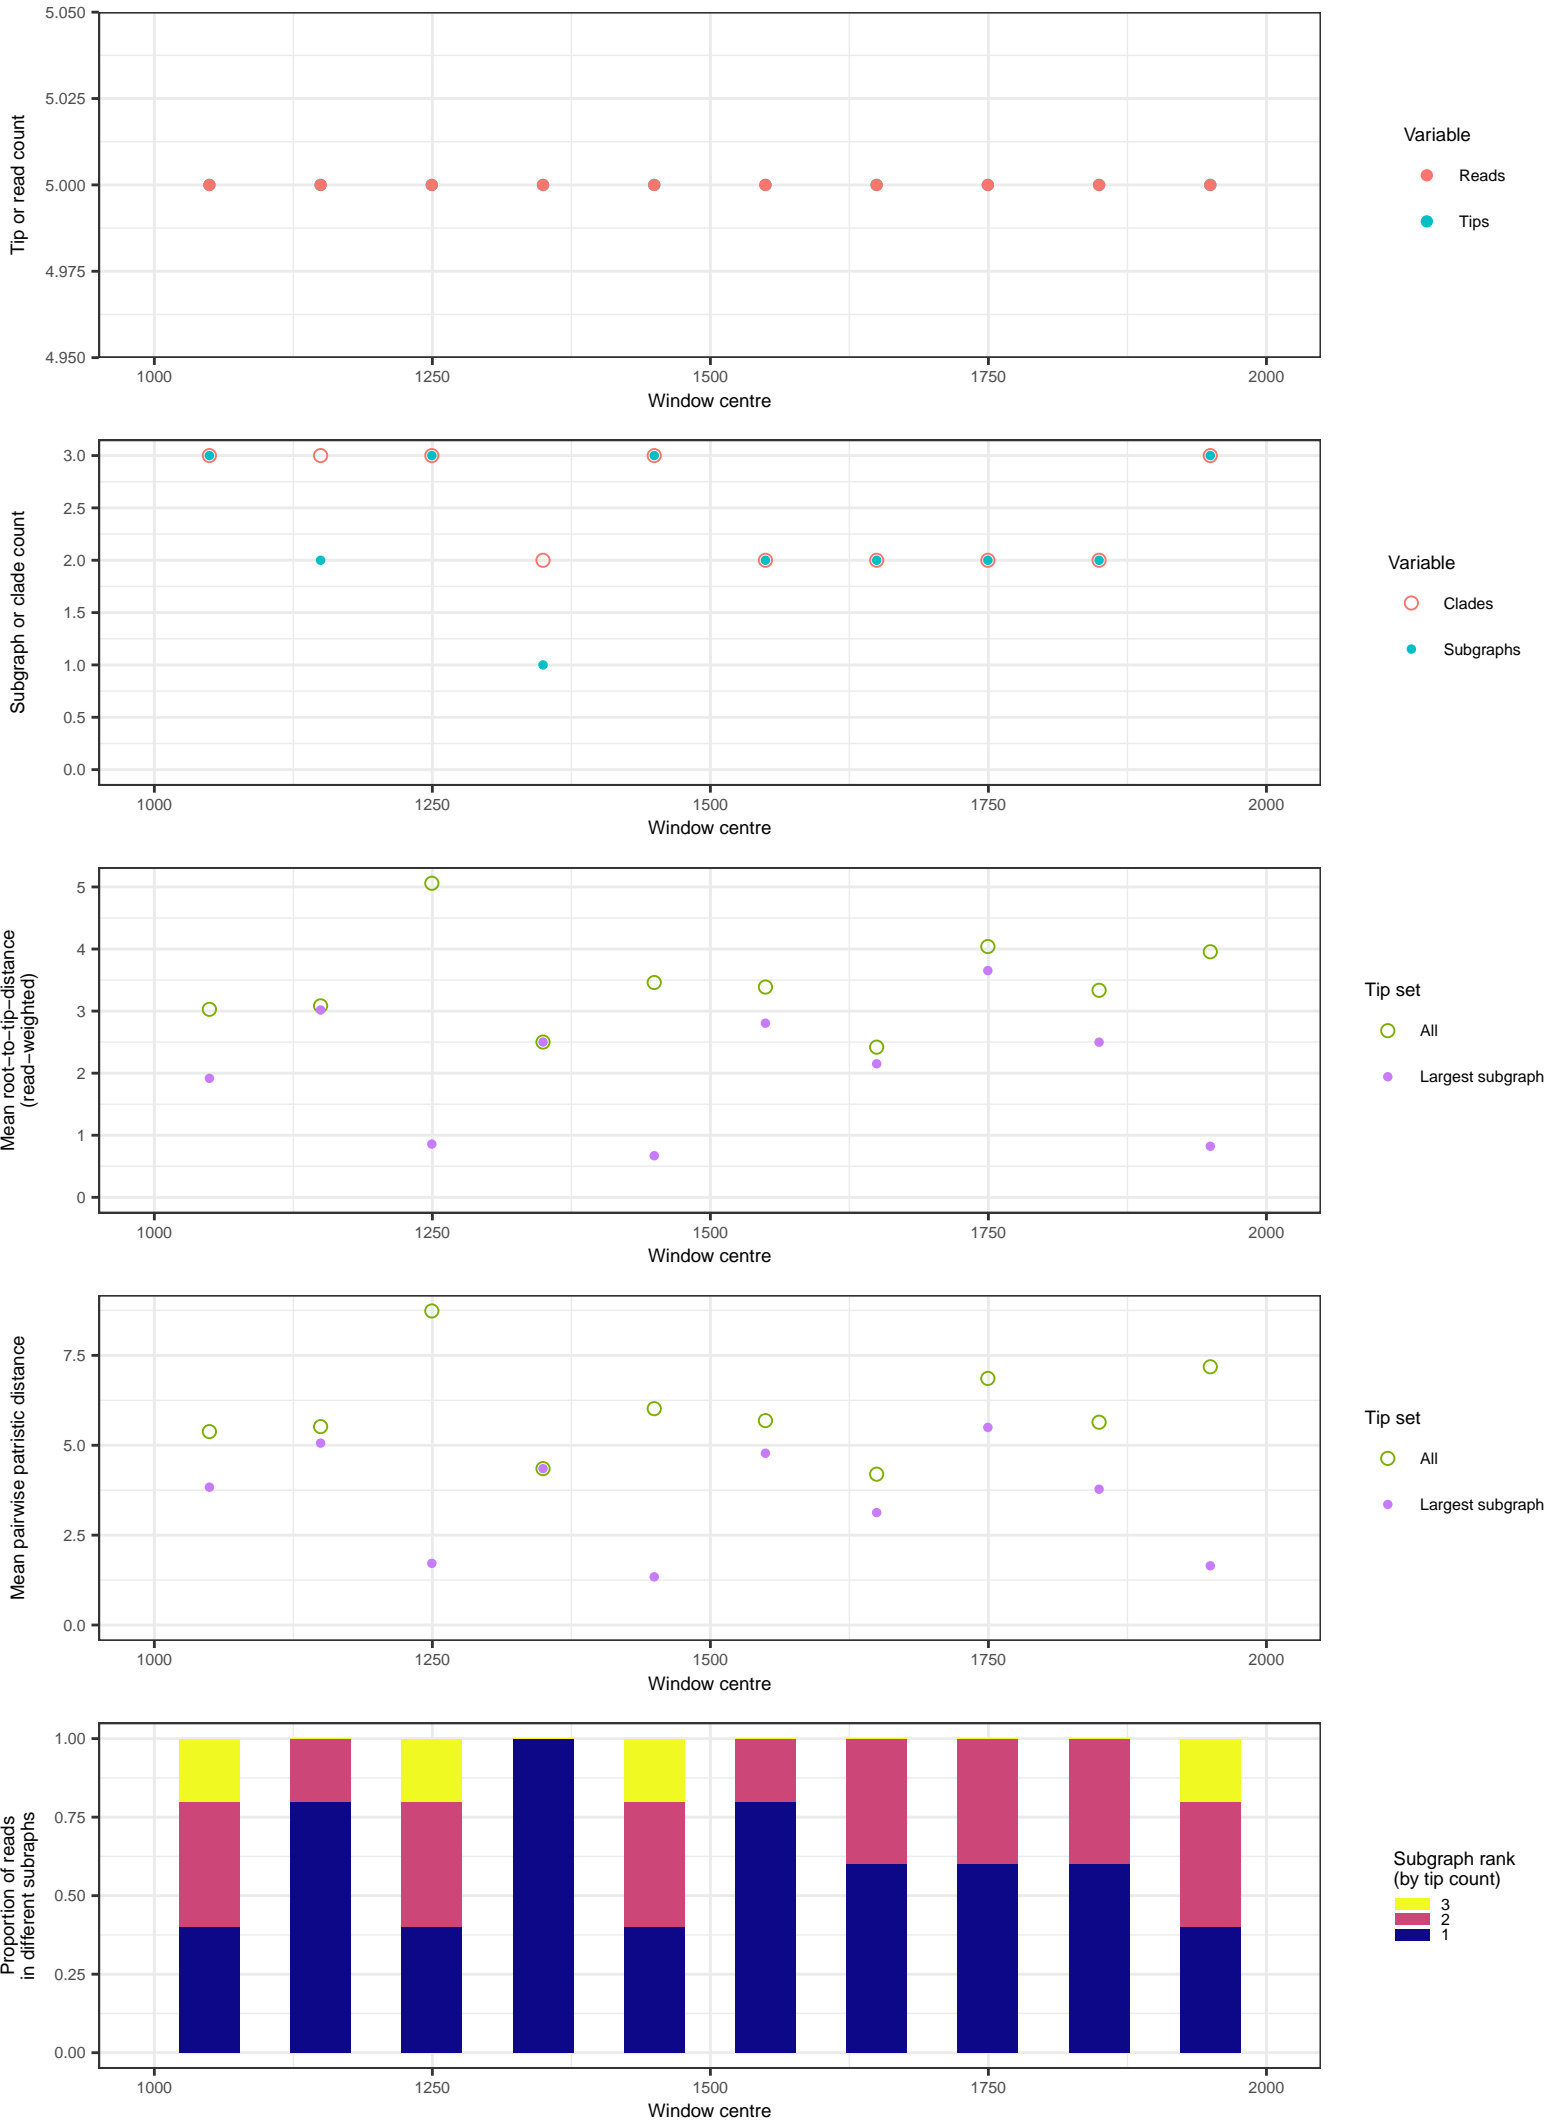 5.050
5.025
5.000
4.975
4.950
Tip or read count
1000 1250 1500 1750 2000
Window centre
Variable
Reads
Tips
3.0
2.5
2.0
1.5
1.0
0.5
0.0
Subgraph or clade count
1000 1250 1500 1750 2000
Window centre
Variable
Clades
Subgraphs
5
4
3
2
1
0
Mean root−to−tip−distance
(read−weighted)
1000 1250 1500 1750 2000
Window centre
Tip set
All
Largest subgraph
7.5
5.0
2.5
0.0
Mean pairwise patristic distance
1000 1250 1500 1750 2000
Window centre
Tip set
All
Largest subgraph
1.00
0.75
0.50
0.25
0.00
Proportion of reads
in different subraphs
1000 1250 1500 1750 2000
Window centre
Subgraph rank
(by tip count)
3
2
1